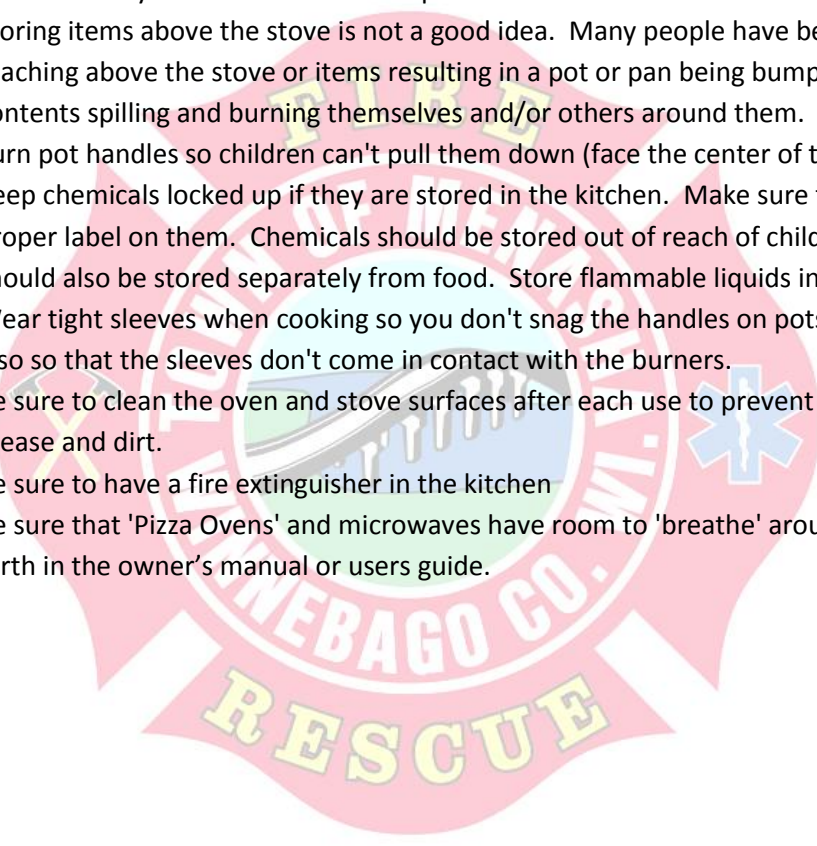 oring items above the stove is not a good idea.  Many people have be
aching above the stove or items resulting in a pot or pan being bump
ontents spilling and burning themselves and/or others around them.
urn pot handles so children can't pull them down (face the center of t
eep chemicals locked up if they are stored in the kitchen.  Make sure t
roper label on them.  Chemicals should be stored out of reach of child
hould also be stored separately from food.  Store flammable liquids in
ear tight sleeves when cooking so you don't snag the handles on pots
so so that the sleeves don't come in contact with the burners.
e sure to clean the oven and stove surfaces after each use to prevent
ease and dirt.
e sure to have a fire extinguisher in the kitchen
e sure that 'Pizza Ovens' and microwaves have room to 'breathe' arou
rth in the owner’s manual or users guide.
FIRE
TOWN OF MENASHA, WI.
WINNEBAGO CO.
RESCUE